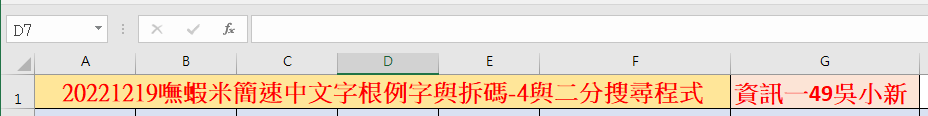 D7 fx
A B C D E F G
1 20221219嘸蝦米簡速中文字根例字與拆碼-4與二分搜尋程式 資訊一49吳小新